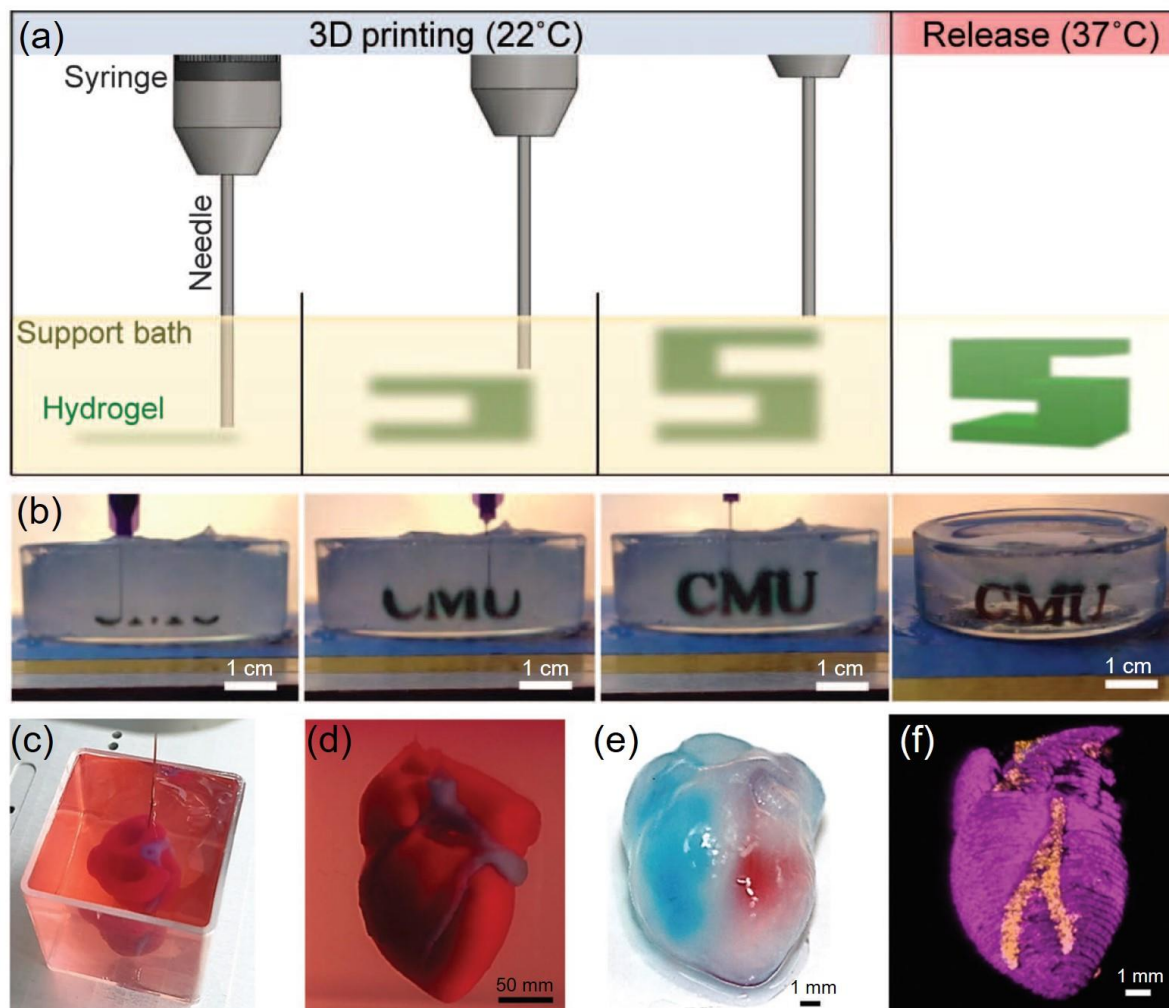 (a)
3D printing (22°C)
Release (37°C)
Syringe
Needle
Support bath
Hydrogel
(b)
CMU
CMU
CMU
1 cm
1 cm
1 cm
1 cm
(c)
(d)
(e)
(f)
50 mm
1 mm
1 mm